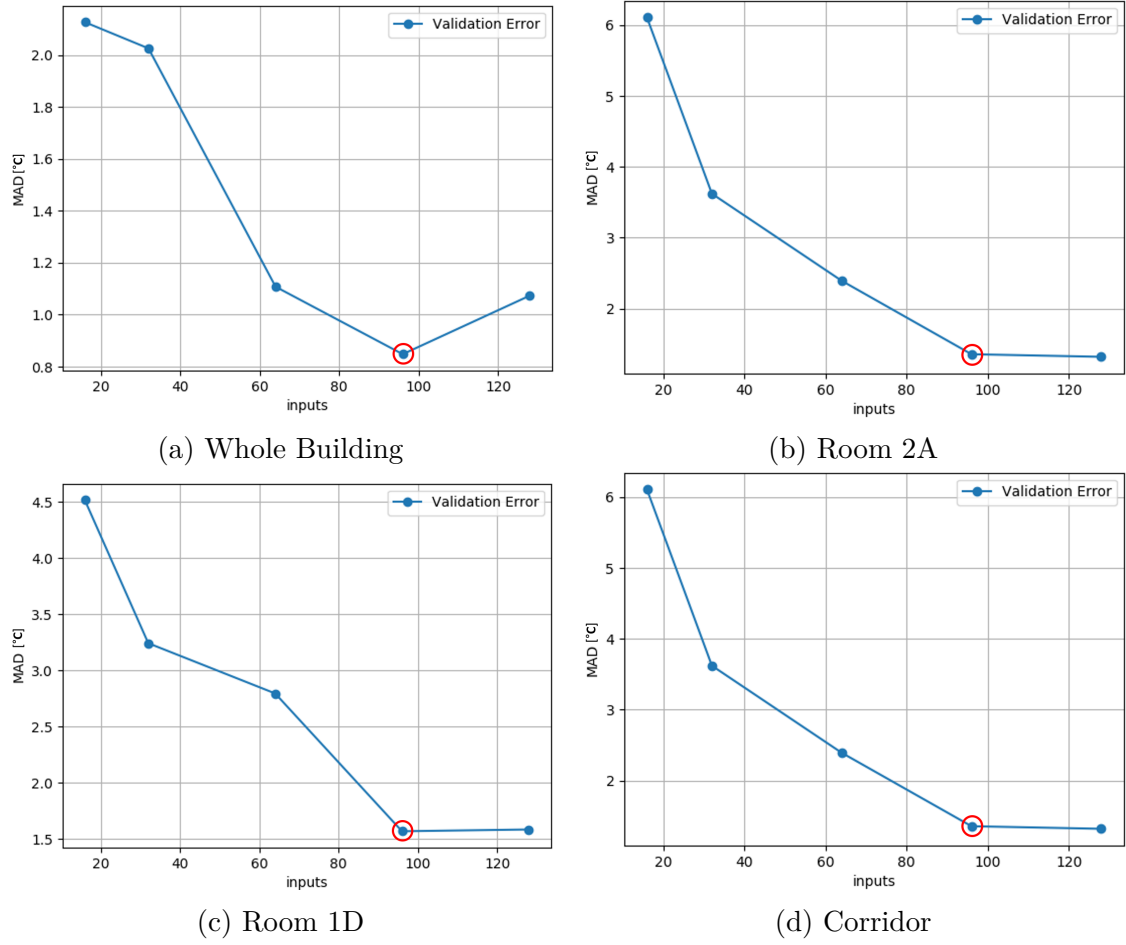 Validation Error
2.0
1.8
1.6
1.4
1.2
1.0
0.8
MAD [°C]
20 40 60 80 100 120
inputs
(a) Whole Building
Validation Error
6
5
4
3
2
MAD [°C]
20 40 60 80 100 120
inputs
(b) Room 2A
Validation Error
4.5
4.0
3.5
3.0
2.5
2.0
1.5
MAD [°C]
20 40 60 80 100 120
inputs
(c) Room 1D
Validation Error
6
5
4
3
2
MAD [°C]
20 40 60 80 100 120
inputs
(d) Corridor